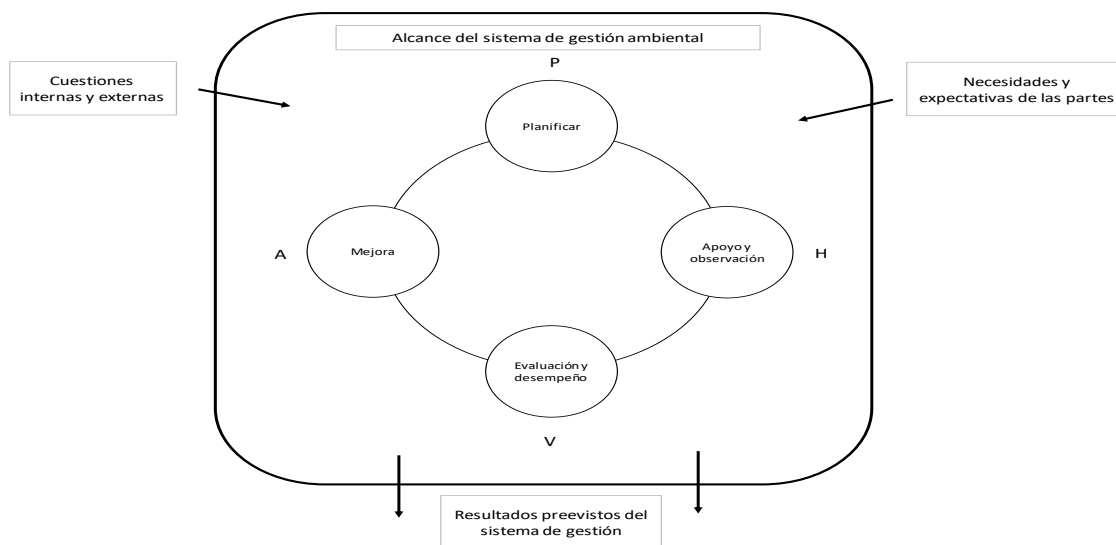 Alcance del sistema de gestión ambiental
P
Cuestiones
internas y externas
Necesidades y
expectativas de las partes
Planificar
A
Mejora
Apoyo y
observación
H
Evaluación y
desempeño
V
Resultados preevistos del
sistema de gestión